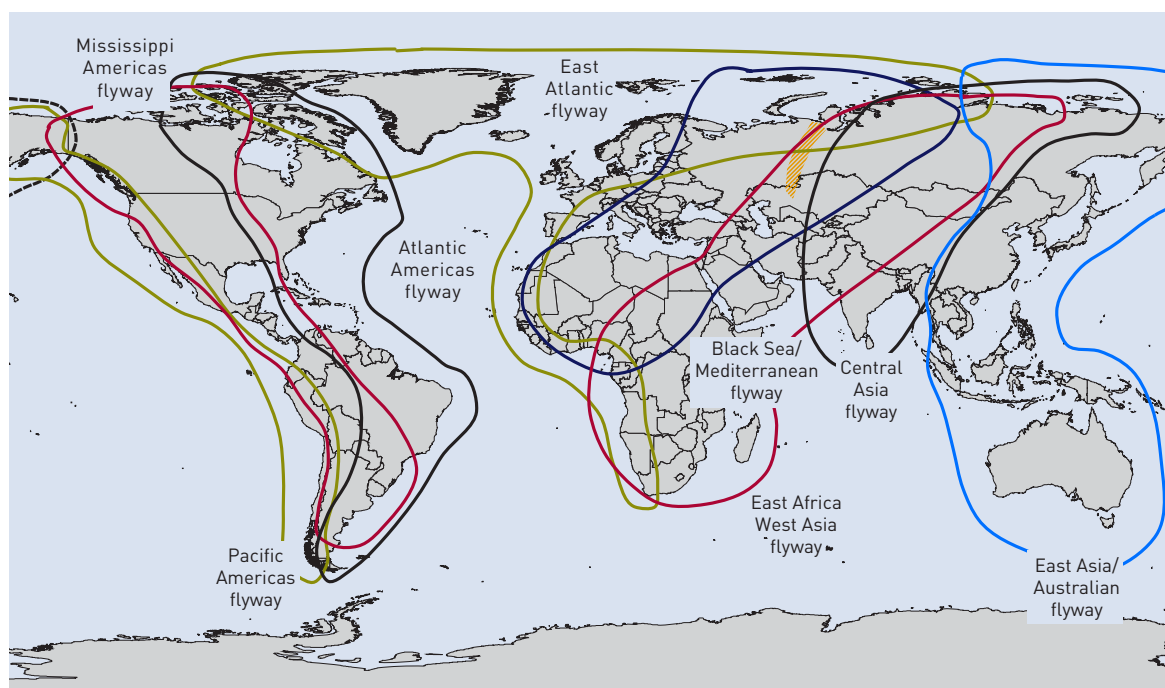 Mississippi
Americas
flyway
East
Atlantic
flyway
Atlantic
Americas
flyway
Black Sea/
Mediterranean
flyway
Central
Asia
flyway
East Africa
West Asia
flyway
Pacific
Americas
flyway
East Asia/
Australian
flyway